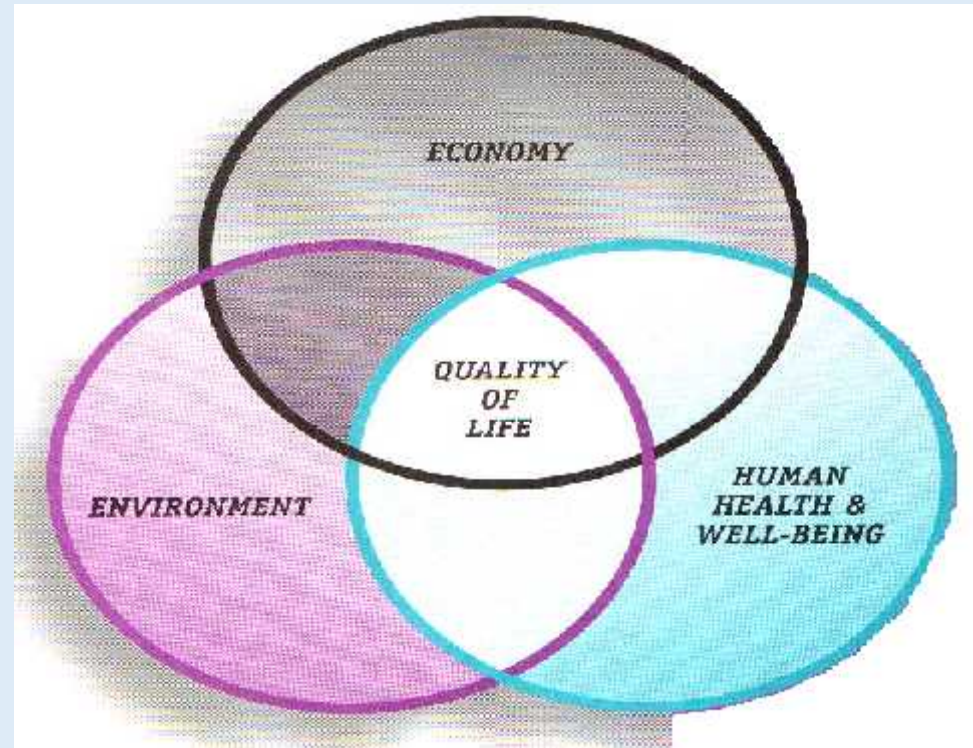 ECONOMY
QUALITY
OF
LIFE
ENVIRONMENT
HUMAN
HEALTH &
WELL-BEING